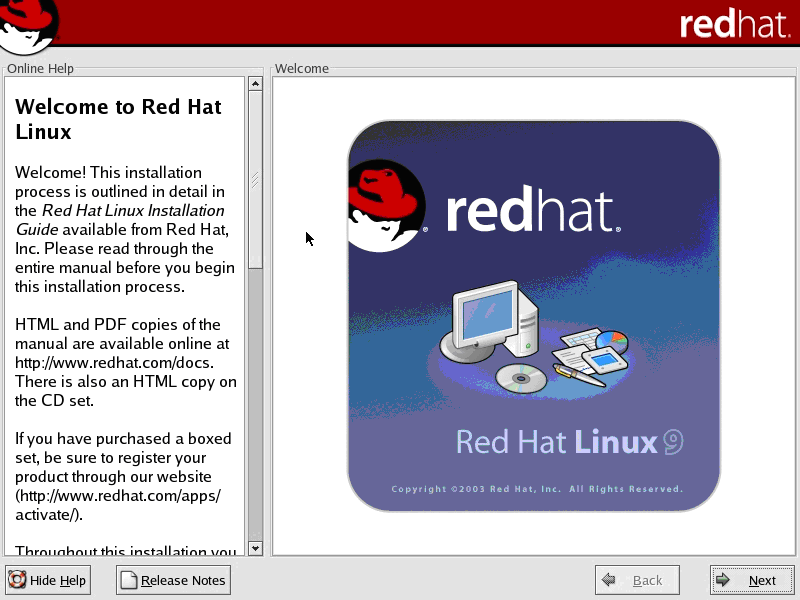 redhat.
Online Help
Welcome
Welcome to Red Hat
Linux
Welcome! This installation
process is outlined in detail in
the Red Hat Linux Installation
Guide available from Red Hat,
Inc. Please read through the
entire manual before you begin
this installation process.
HTML and PDF copies of the
manual are available online at
http://www.redhat.com/docs.
There is also an HTML copy on
the CD set.
If you have purchased a boxed
set, be sure to register your
product through our website
(http://www.redhat.com/apps/
activate/).
Throughout this installation you
redhat®
Red Hat Linux 9
Copyright ©2003 Red Hat, Inc. All Rights Reserved.
Hide Help
Release Notes
Back
Next